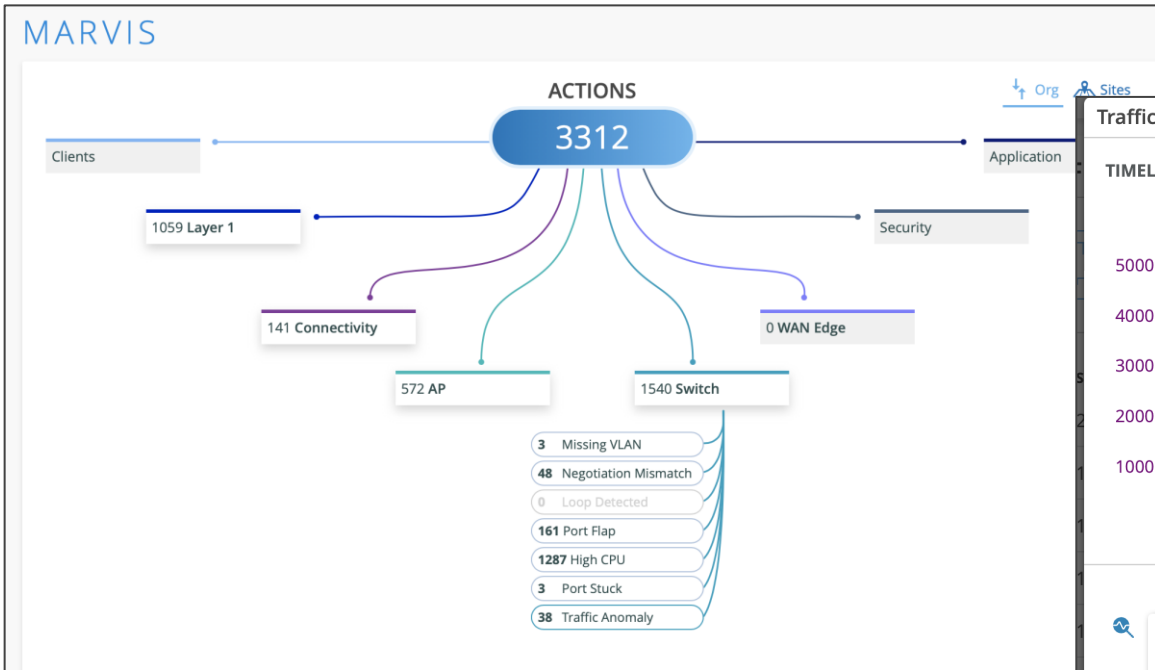 MARVIS
ACTIONS
3312
Org
Sites
Clients
Application
1059 Layer 1
Security
141 Connectivity
0 WAN Edge
572 AP
1540 Switch
3 Missing VLAN
48 Negotiation Mismatch
0 Loop Detected
161 Port Flap
1287 High CPU
3 Port Stuck
38 Traffic Anomaly
Traffic
TIMEL
5000
4000
3000
2000
1000